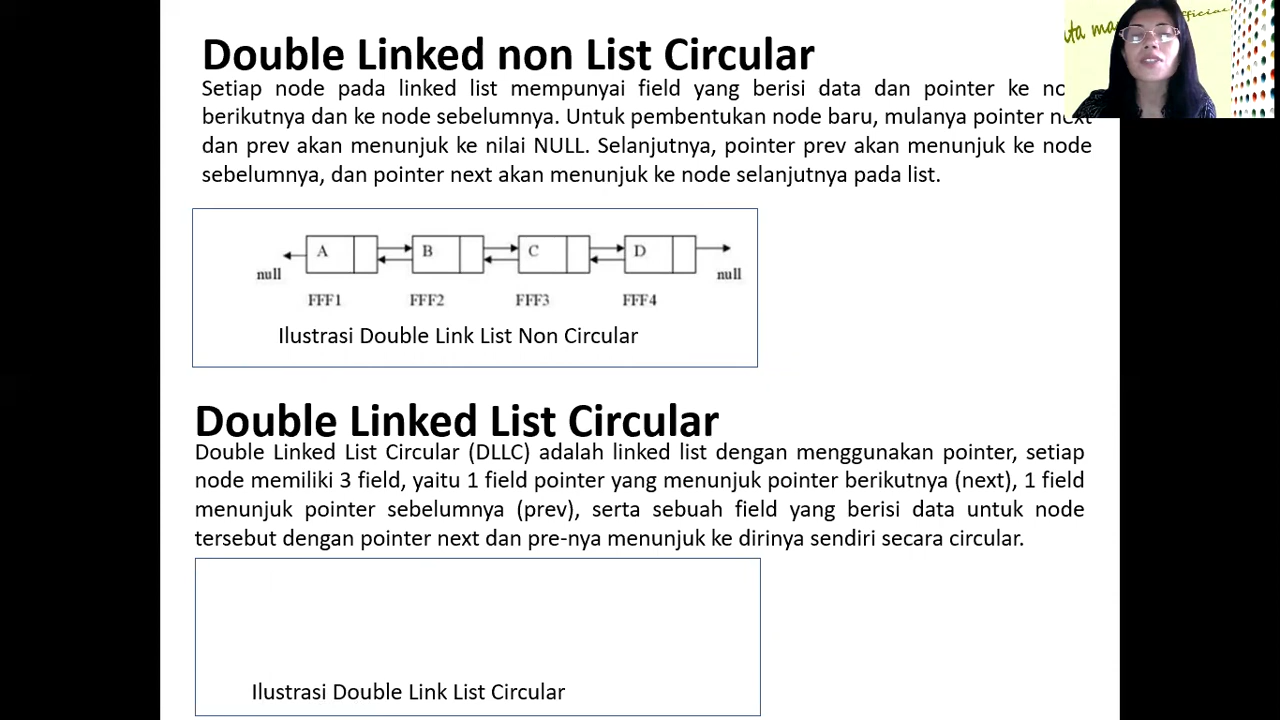 Double Linked non List Circular
Setiap node pada linked list mempunyai field yang berisi data dan pointer ke
berikutnya dan ke node sebelumnya. Untuk pembentukan node baru, mulanya pointer next
dan prev akan menunjuk ke nilai NULL. Selanjutnya, pointer prev akan menunjuk ke node
sebelumnya, dan pointer next akan menunjuk ke node selanjutnya pada list.
A B C D
null null
FFF1 FFF2 FFF3 FFF4
Ilustrasi Double Link List Non Circular
Double Linked List Circular
Double Linked List Circular (DLLC) adalah linked list dengan menggunakan pointer, setiap
node memiliki 3 field, yaitu 1 field pointer yang menunjuk pointer berikutnya (next), 1 field
menunjuk pointer sebelumnya (prev), serta sebuah field yang berisi data untuk node
tersebut dengan pointer next dan pre-nya menunjuk ke dirinya sendiri secara circular.
Ilustrasi Double Link List Circular